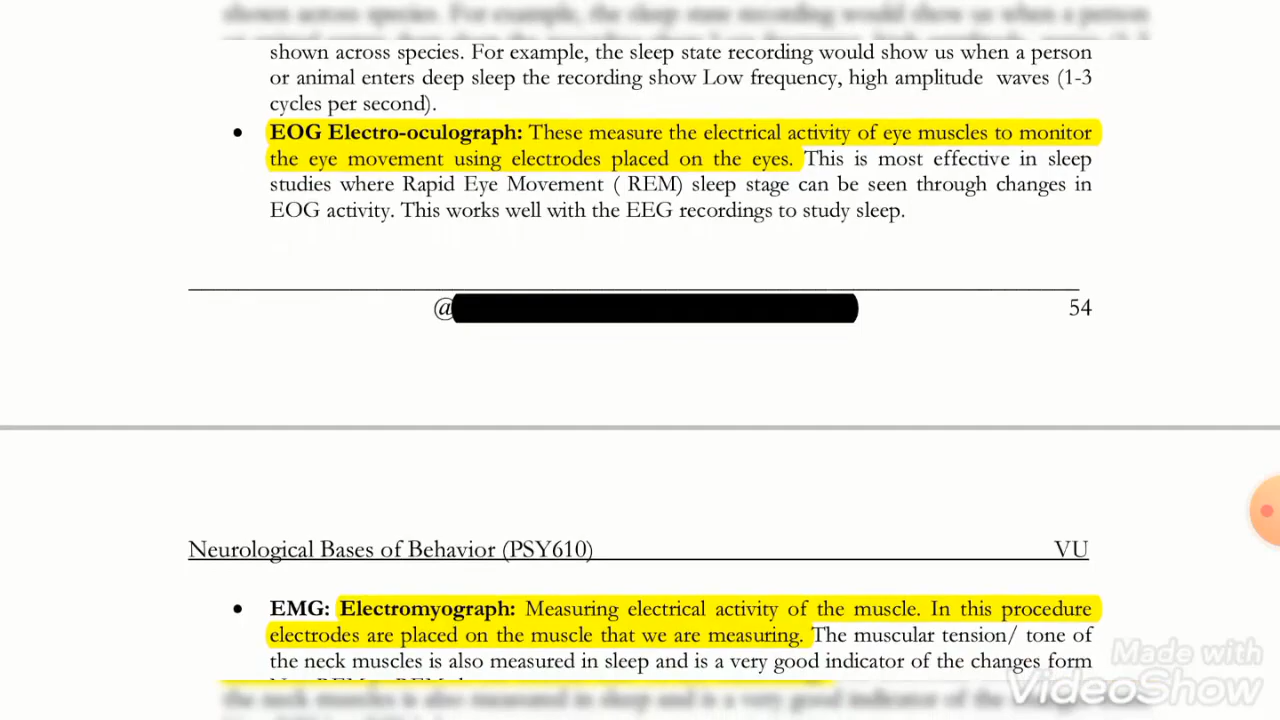 shown across species. For example, the sleep state recording would show us when a person
or animal enters deep sleep the recording show Low frequency, high amplitude waves (1-3
cycles per second).
• EOG Electro-oculograph: These measure the electrical activity of eye muscles to monitor
the eye movement using electrodes placed on the eyes. This is most effective in sleep
studies where Rapid Eye Movement ( REM) sleep stage can be seen through changes in
EOG activity. This works well with the EEG recordings to study sleep.
@ 54
Neurological Bases of Behavior (PSY610) VU
• EMG: Electromyograph: Measuring electrical activity of the muscle. In this procedure
electrodes are placed on the muscle that we are measuring. The muscular tension/ tone of
the neck muscles is also measured in sleep and is a very good indicator of the changes form
Made with
VideoShow